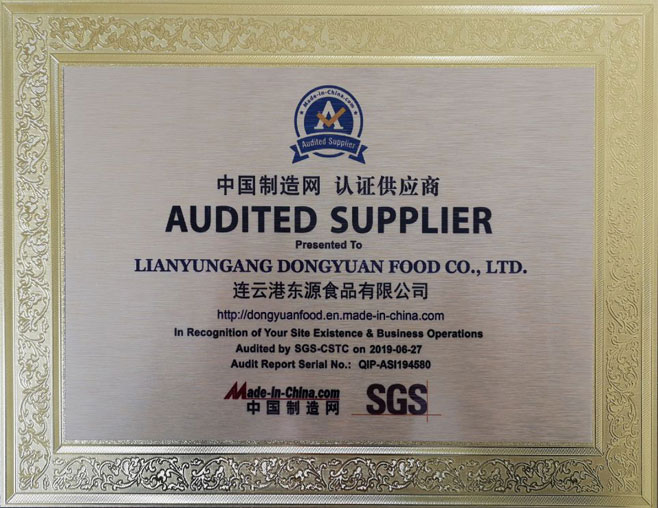 Made-in-China.com
A
Audited Supplier
中国制造网 认证供应商
AUDITED SUPPLIER
Presented To
LIANYUNGANG DONGYUAN FOOD CO., LTD.
连云港东源食品有限公司
http://dongyuanfood.en.made-in-china.com
In Recognition of Your Site Existence & Business Operations
Audited by SGS-CSTC on 2019-06-27
Audit Report Serial No.: QIP-ASI194580
Made-in-China.com
中国制造网
SGS